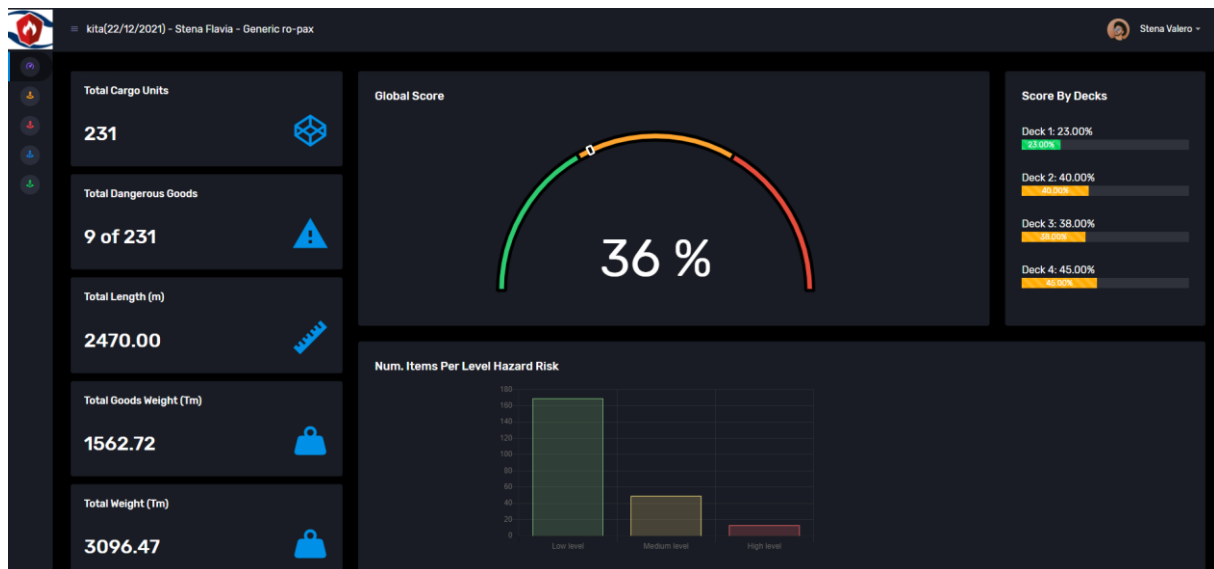 kita(22/12/2021) - Stena Flavia - Generic ro-pax
Stena Valero
Total Cargo Units
231
Total Dangerous Goods
9 of 231
Total Length (m)
2470.00
Total Goods Weight (Tm)
1562.72
Total Weight (Tm)
3096.47
Global Score
36 %
Score By Decks
Deck 1: 23.00%
23.00%
Deck 2: 40.00%
40.00%
Deck 3: 38.00%
38.00%
Deck 4: 45.00%
45.00%
Num. Items Per Level Hazard Risk
180
160
140
120
100
80
60
40
20
0
Low level Medium level High level